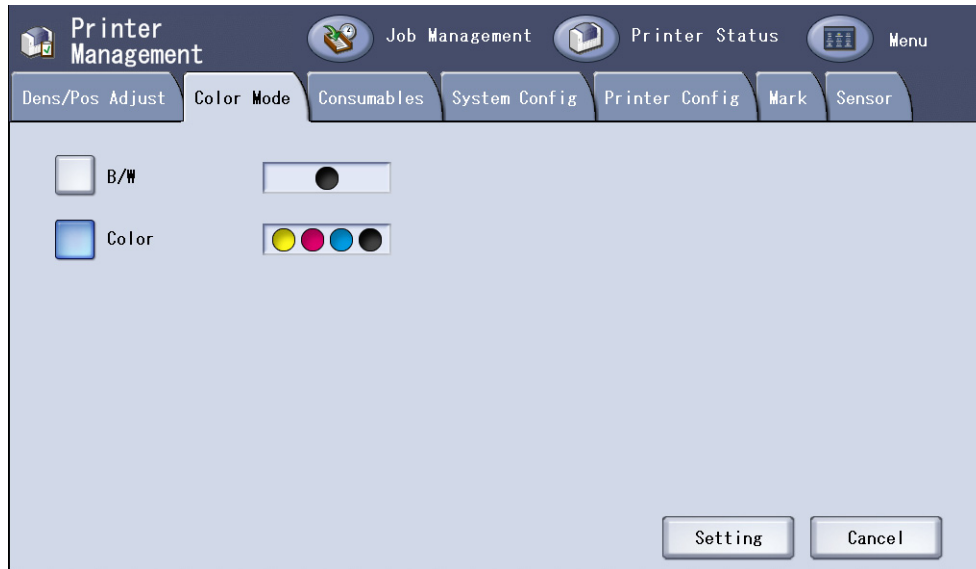 Printer
Management
Job Management
Printer Status
Menu
Dens/Pos Adjust
Color Mode
Consumables
System Config
Printer Config
Mark
Sensor
B/W
Color
Setting
Cancel